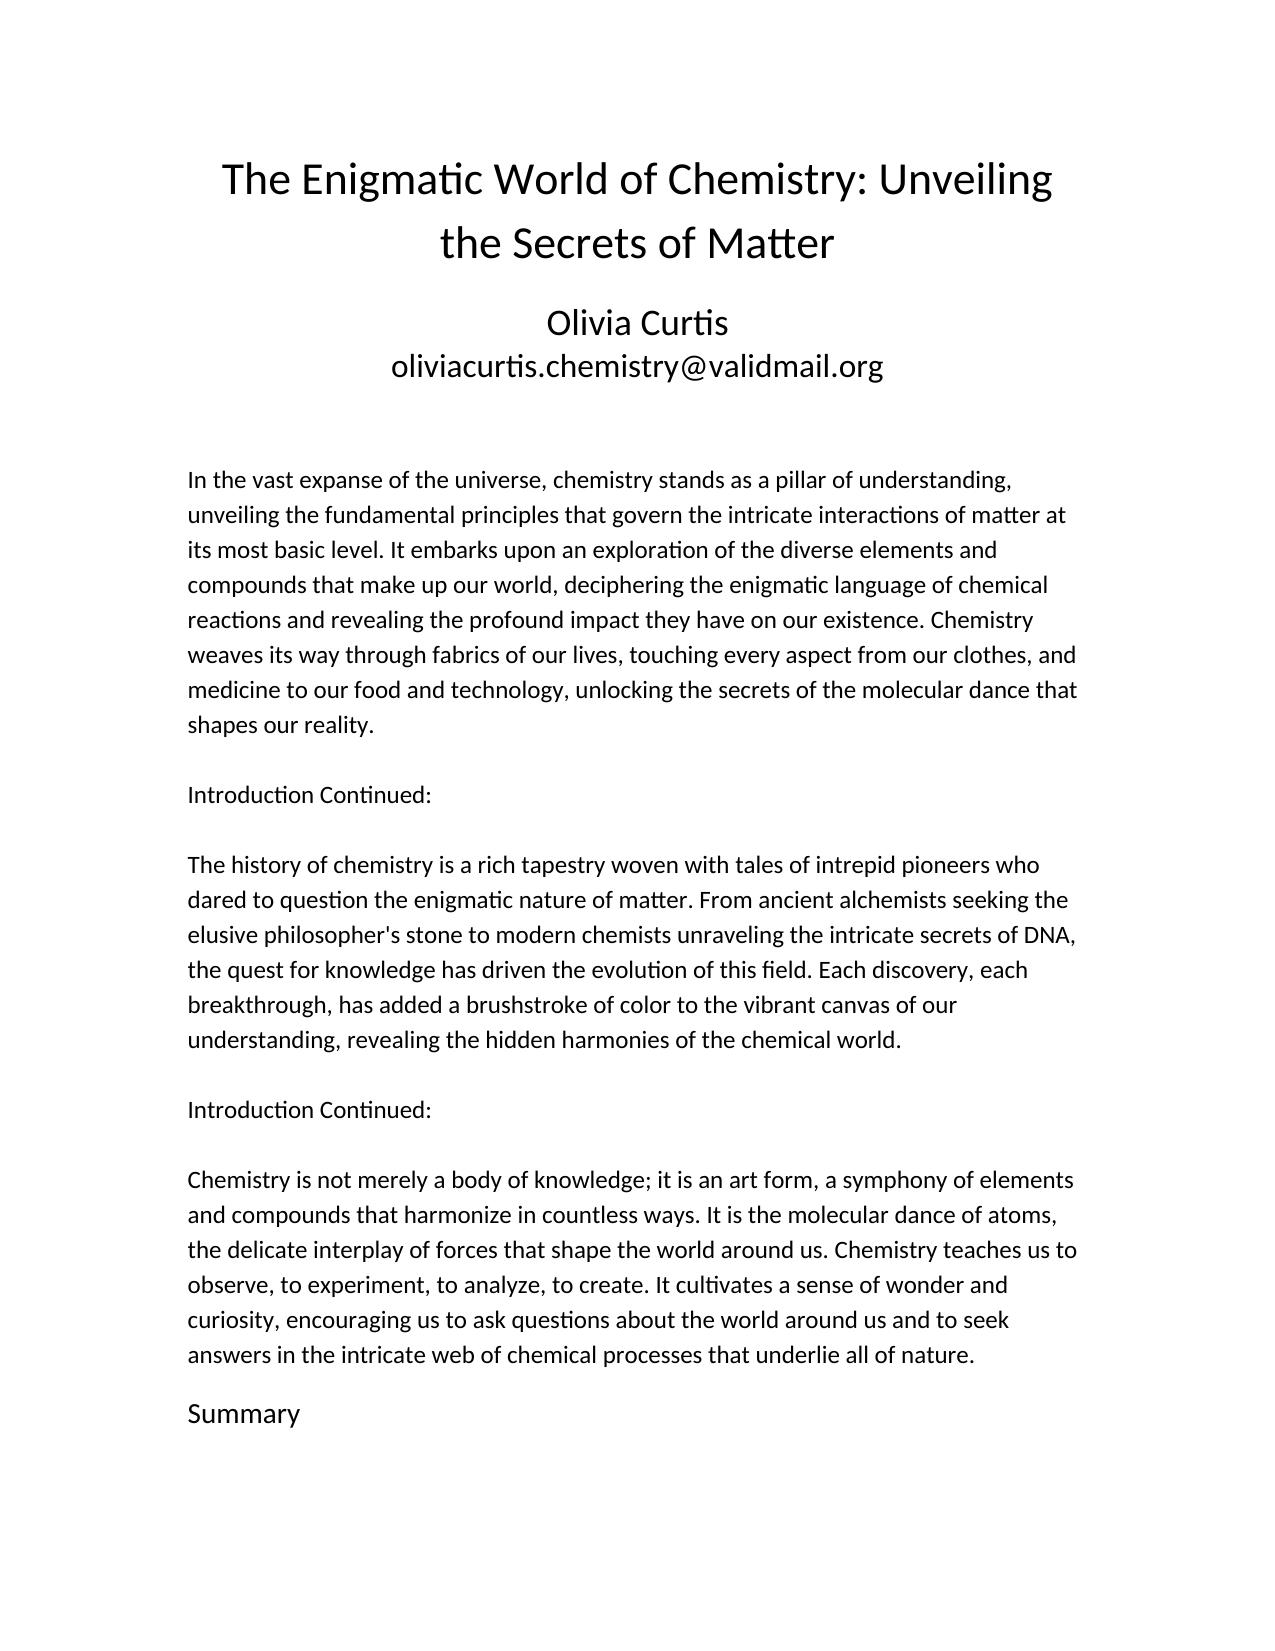 The Enigmatic World of Chemistry: Unveiling
the Secrets of Matter
Olivia Curtis
oliviacurtis.chemistry@validmail.org
In the vast expanse of the universe, chemistry stands as a pillar of understanding,
unveiling the fundamental principles that govern the intricate interactions of matter at
its most basic level. It embarks upon an exploration of the diverse elements and
compounds that make up our world, deciphering the enigmatic language of chemical
reactions and revealing the profound impact they have on our existence. Chemistry
weaves its way through fabrics of our lives, touching every aspect from our clothes, and
medicine to our food and technology, unlocking the secrets of the molecular dance that
shapes our reality.
Introduction Continued:
The history of chemistry is a rich tapestry woven with tales of intrepid pioneers who
dared to question the enigmatic nature of matter. From ancient alchemists seeking the
elusive philosopher's stone to modern chemists unraveling the intricate secrets of DNA,
the quest for knowledge has driven the evolution of this field. Each discovery, each
breakthrough, has added a brushstroke of color to the vibrant canvas of our
understanding, revealing the hidden harmonies of the chemical world.
Introduction Continued:
Chemistry is not merely a body of knowledge; it is an art form, a symphony of elements
and compounds that harmonize in countless ways. It is the molecular dance of atoms,
the delicate interplay of forces that shape the world around us. Chemistry teaches us to
observe, to experiment, to analyze, to create. It cultivates a sense of wonder and
curiosity, encouraging us to ask questions about the world around us and to seek
answers in the intricate web of chemical processes that underlie all of nature.
Summary